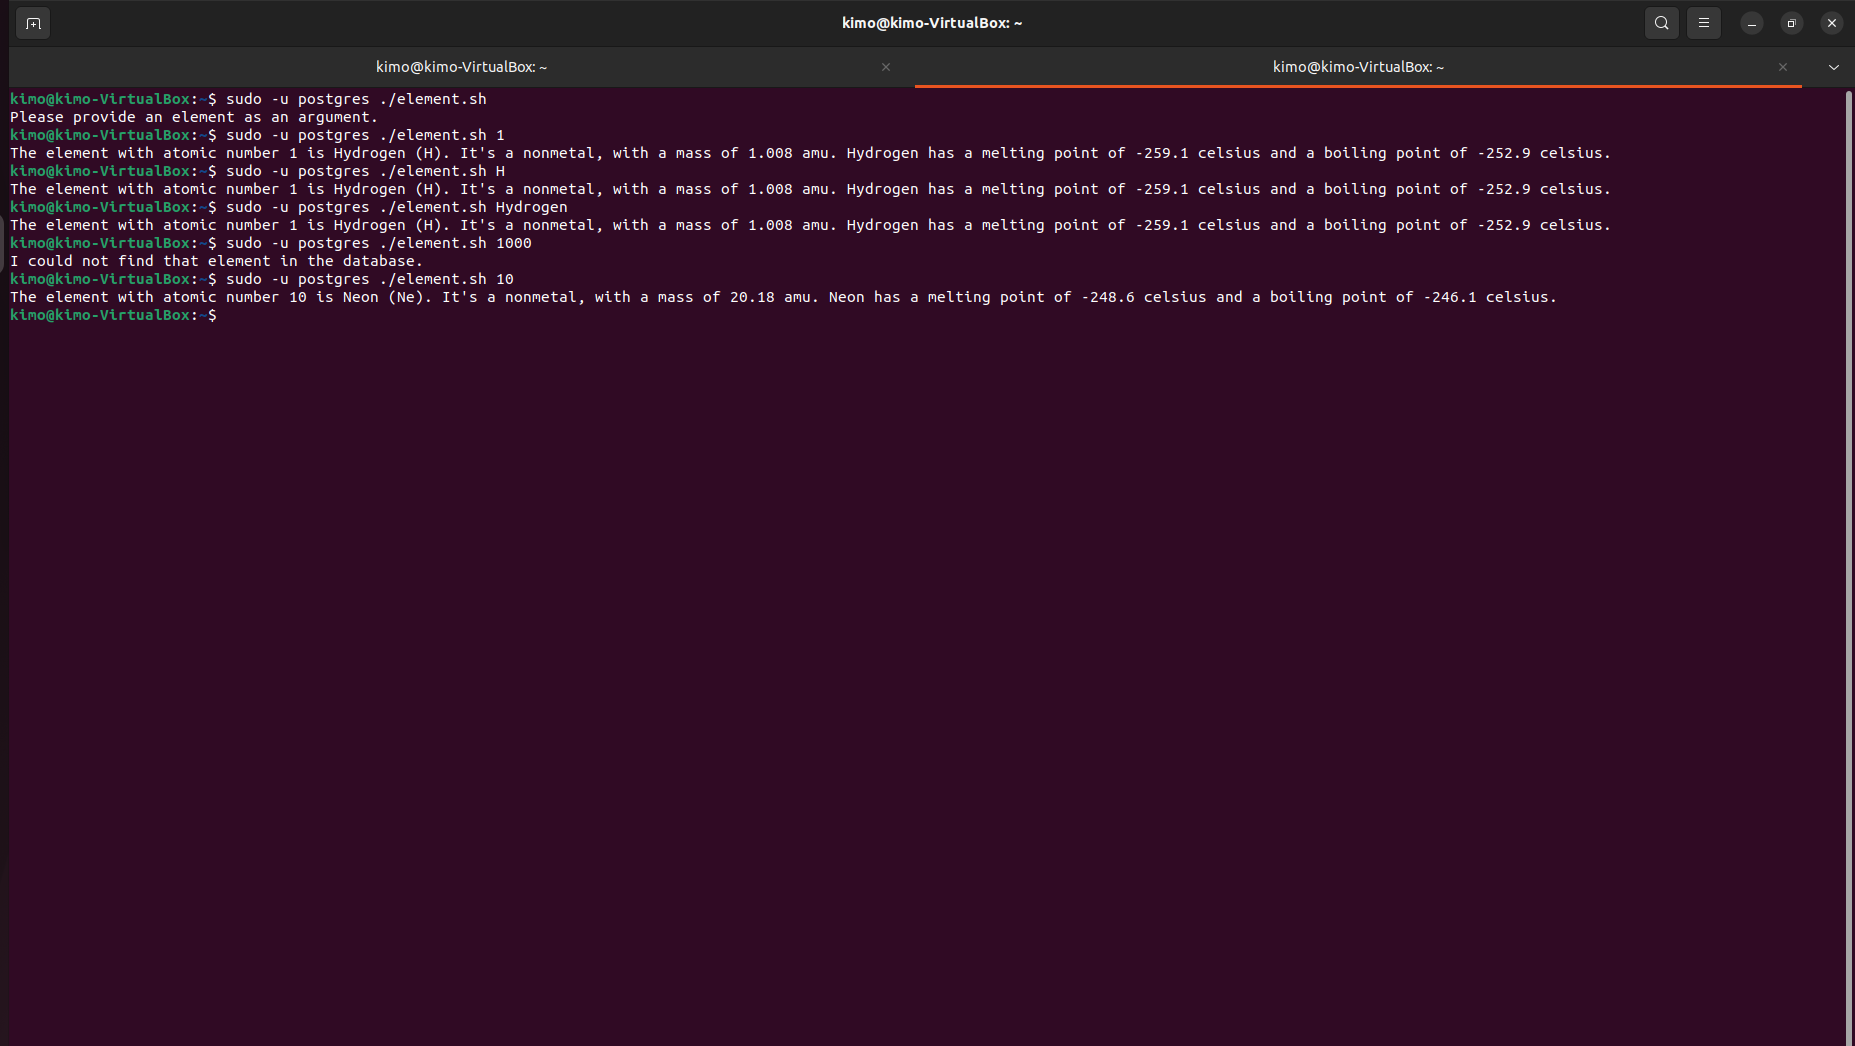 kimo@kimo-VirtualBox: ~
kimo@kimo-VirtualBox: ~
kimo@kimo-VirtualBox: ~
kimo@kimo-VirtualBox:~$ sudo -u postgres ./element.sh
Please provide an element as an argument.
kimo@kimo-VirtualBox:~$ sudo -u postgres ./element.sh 1
The element with atomic number 1 is Hydrogen (H). It's a nonmetal, with a mass of 1.008 amu. Hydrogen has a melting point of -259.1 celsius and a boiling point of -252.9 celsius.
kimo@kimo-VirtualBox:~$ sudo -u postgres ./element.sh H
The element with atomic number 1 is Hydrogen (H). It's a nonmetal, with a mass of 1.008 amu. Hydrogen has a melting point of -259.1 celsius and a boiling point of -252.9 celsius.
kimo@kimo-VirtualBox:~$ sudo -u postgres ./element.sh Hydrogen
The element with atomic number 1 is Hydrogen (H). It's a nonmetal, with a mass of 1.008 amu. Hydrogen has a melting point of -259.1 celsius and a boiling point of -252.9 celsius.
kimo@kimo-VirtualBox:~$ sudo -u postgres ./element.sh 1000
I could not find that element in the database.
kimo@kimo-VirtualBox:~$ sudo -u postgres ./element.sh 10
The element with atomic number 10 is Neon (Ne). It's a nonmetal, with a mass of 20.18 amu. Neon has a melting point of -248.6 celsius and a boiling point of -246.1 celsius.
kimo@kimo-VirtualBox:~$